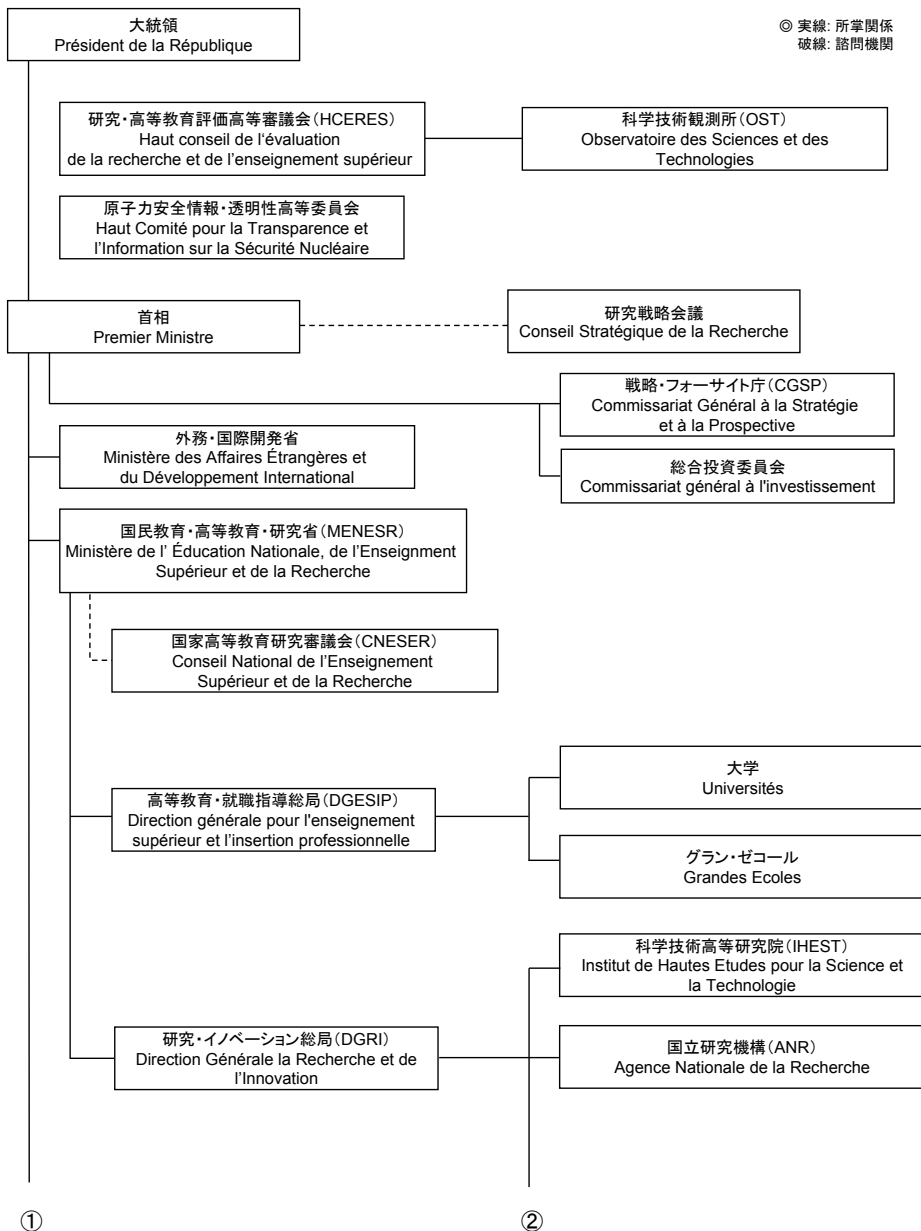 大統領
Président de la République
◎ 実線: 所掌関係
破線: 諮問機関
研究・高等教育評価高等審議会(HCERES)
Haut conseil de l‘évaluation
de la recherche et de l’enseignement supérieur
科学技術観測所(OST)
Observatoire des Sciences et des
Technologies
原子力安全情報・透明性高等委員会
Haut Comité pour la Transparence et
l’Information sur la Sécurité Nucléaire
首相
Premier Ministre
研究戦略会議
Conseil Stratégique de la Recherche
戦略・フォーサイト庁(CGSP)
Commissariat Général à la Stratégie
et à la Prospective
外務・国際開発省
Ministère des Affaires Étrangères et
du Développement International
総合投資委員会
Commissariat général à l'investissement
国民教育・高等教育・研究省(MENESR)
Ministère de l’ Éducation Nationale, de l’Enseignment
Supérieur et de la Recherche
国家高等教育研究審議会(CNESER)
Conseil National de l’Enseignement
Supérieur et de la Recherche
高等教育・就職指導総局(DGESIP)
Direction générale pour l'enseignement
supérieur et l’insertion professionnelle
大学
Universités
グラン・ゼコール
Grandes Ecoles
科学技術高等研究院(IHEST)
Institut de Hautes Etudes pour la Science et
la Technologie
研究・イノベーション総局(DGRI)
Direction Générale la Recherche et de
l’Innovation
国立研究機構(ANR)
Agence Nationale de la Recherche
①
②